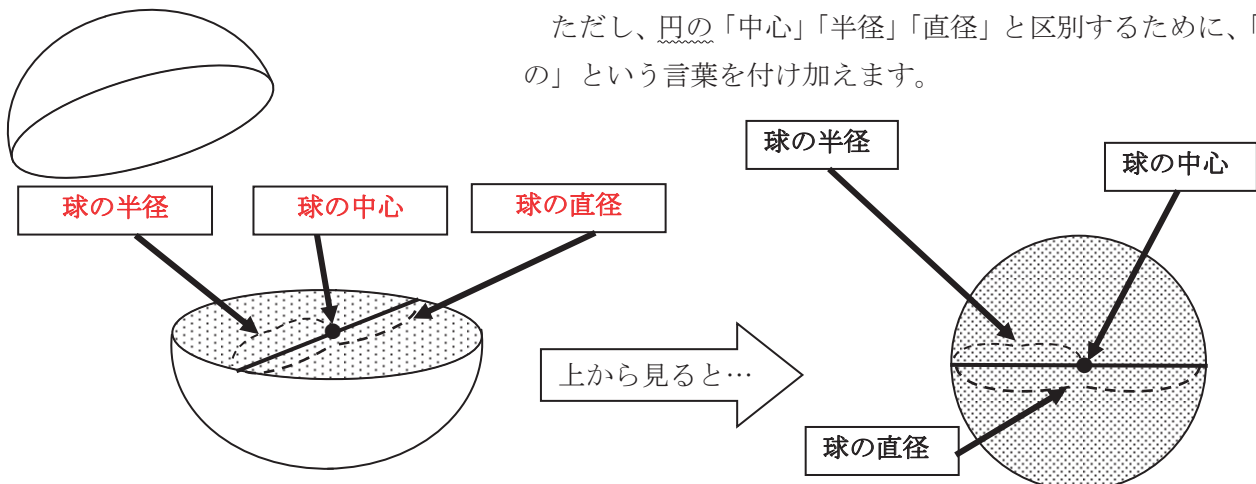 ただし、円の「中心」「半径」「直径」と区別するために、「
の」という言葉を付け加えます。
球の半径
球の中心
球の直径
上から見ると…
球の半径
球の中心
球の直径